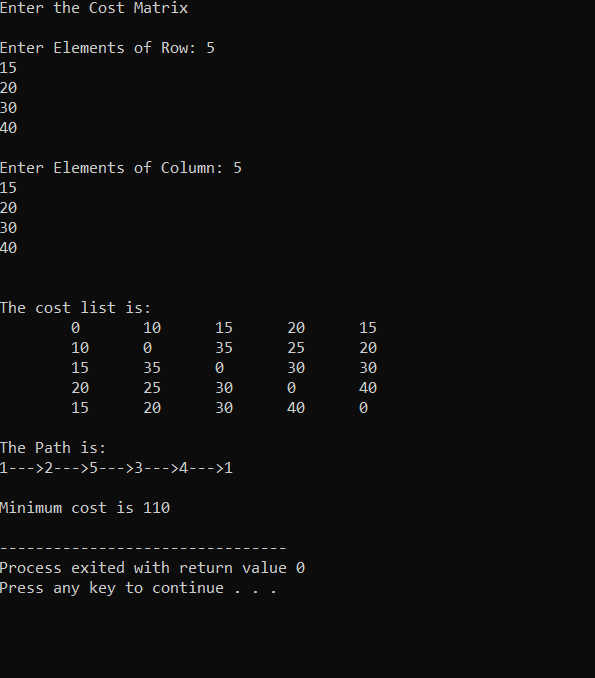 Enter the Cost Matrix
Enter Elements of Row: 5
15
20
30
40
Enter Elements of Column: 5
15
20
30
40
The cost list is:
0 10 15 20 15
10 0 35 25 20
15 35 0 30 30
20 25 30 0 40
15 20 30 40 0
The Path is:
1--->2--->5--->3--->4--->1
Minimum cost is 110
--------------------------------
Process exited with return value 0
Press any key to continue . . .